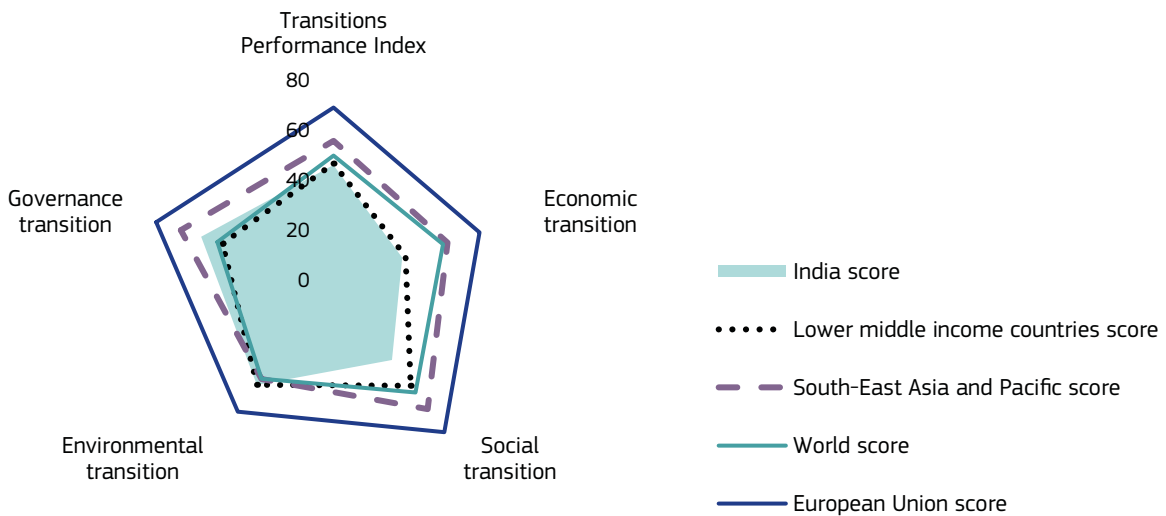 Transitions
Performance Index
80
60
40
20
0
Governance
transition
Economic
transition
Environmental
transition
Social
transition
India score
Lower middle income countries score
South-East Asia and Pacific score
World score
European Union score